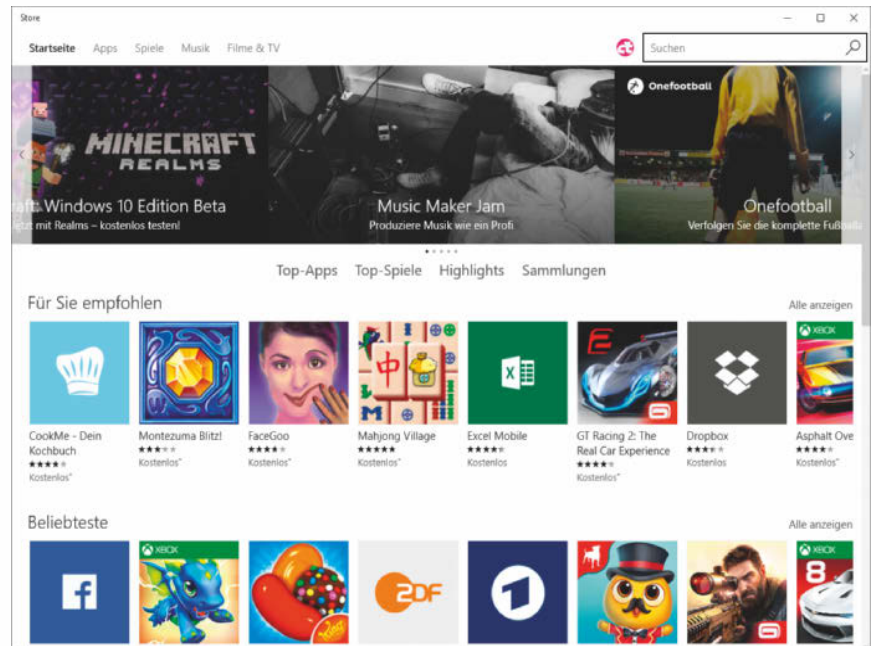 Store
Startseite Apps Spiele Musik Filme & TV
ct
Suchen
MINECRAFT
REALMS
Onefootball
Windows 10 Edition Beta
mit Realms – kostenlos testen!
Music Maker Jam
Produziere Musik wie ein Profi
Onefootball
Verfolgen Sie die komplette
Top-Apps Top-Spiele Highlights Sammlungen
Für Sie empfohlen
Alle anzeigen
中
XBOX
CookMe - Dein
Kochbuch
Kostenlos*
Montezuma Blitz!
Kostenlos*
FaceGoo
Kostenlos*
Mahjong Village
Kostenlos*
Excel Mobile
Kostenlos
GT Racing 2: The
Real Car Experience
Kostenlos*
Dropbox
Kostenlos
Asphalt Ove
Kostenlos*
Beliebteste
Alle anzeigen
f
XBOX
King
ZDF
1
XBOX
8